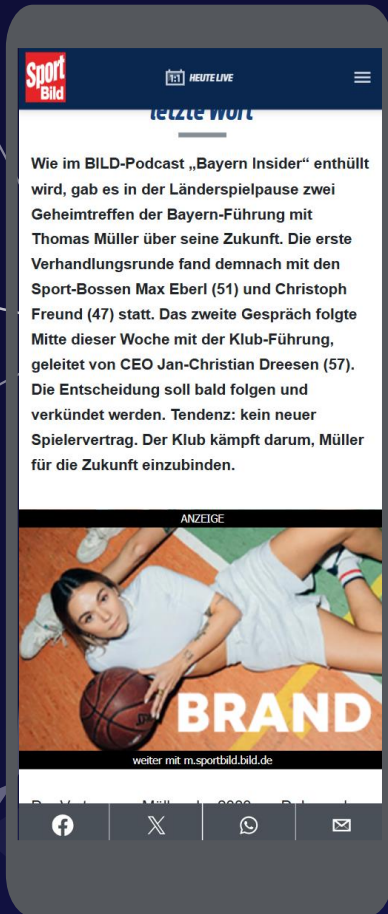 Sport
Bild
1:1 HEUTE LIVE
letzte Wort
Wie im BILD-Podcast „Bayern Insider“ enthüllt
wird, gab es in der Länderspielpause zwei
Geheimtreffen der Bayern-Führung mit
Thomas Müller über seine Zukunft. Die erste
Verhandlungsrunde fand demnach mit den
Sport-Bossen Max Eberl (51) und Christoph
Freund (47) statt. Das zweite Gespräch folgte
Mitte dieser Woche mit der Klub-Führung,
geleitet von CEO Jan-Christian Dreesen (57).
Die Entscheidung soll bald folgen und
verkündet werden. Tendenz: kein neuer
Spielervertrag. Der Klub kämpft darum, Müller
für die Zukunft einzubinden.
ANZEIGE
BRAND
weiter mit m.sportbild.bild.de